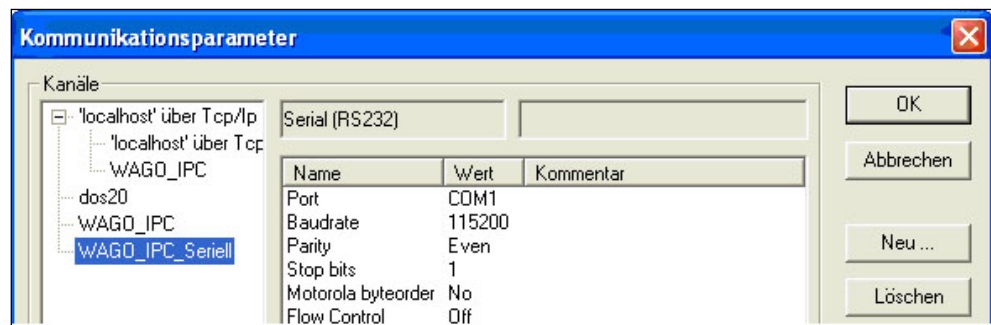 Kommunikationsparameter
Kanäle
'localhost' über Tcp/Ip
'localhost' über Tcp
WAGO_IPC
dos20
WAGO_IPC
WAGO_IPC_Seriell
Serial (RS232)
Name Wert Kommentar
Port COM1
Baudrate 115200
Parity Even
Stop bits 1
Motorola byteorder No
Flow Control Off
OK
Abbrechen
Neu ...
Löschen